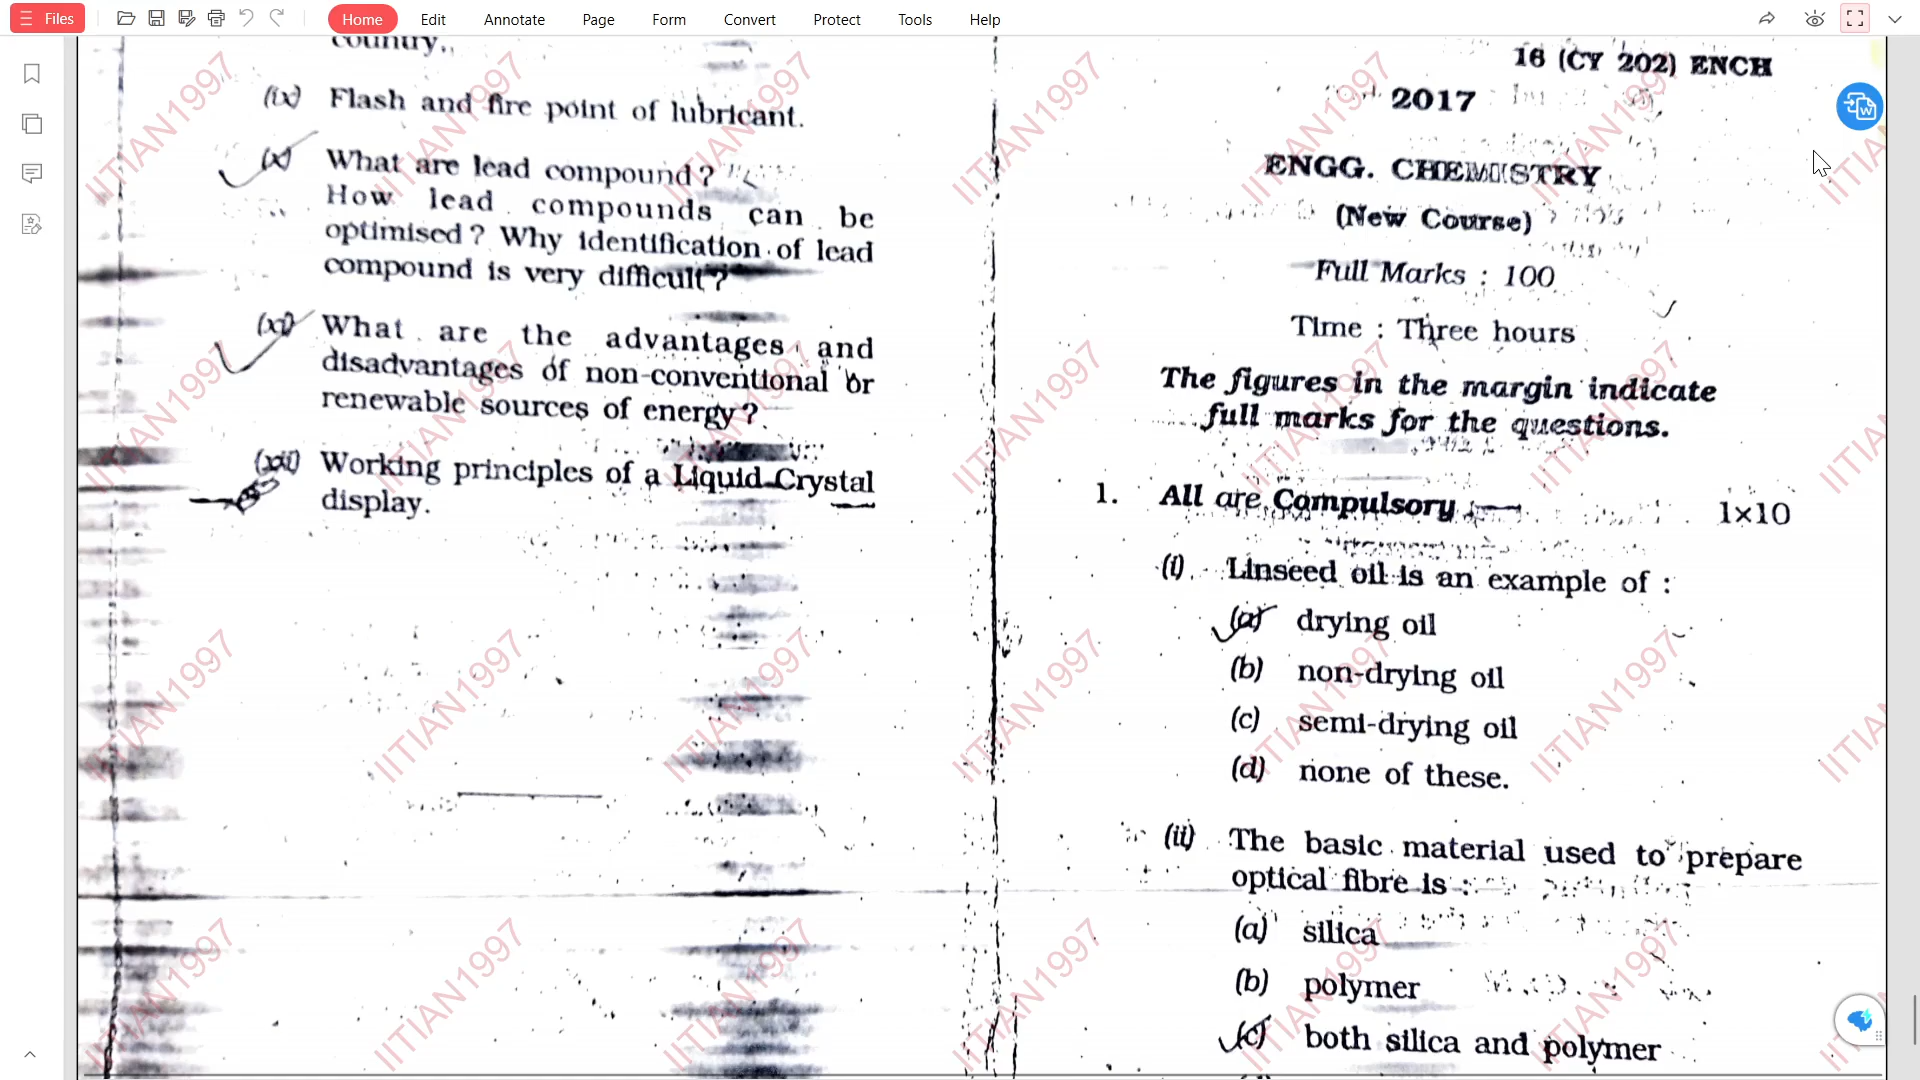 Files
Home
Edit
Annotate
Page
Form
Convert
Protect
Tools
Help
country.
(ix) Flash and fire point of lubricant.
(x) What are lead compound ?
How lead compounds can be
optimised ? Why identification of lead
compound is very difficult ?
(xi) What are the advantages and
disadvantages of non-conventional or
renewable sources of energy ?
(xii) Working principles of a Liquid Crystal
display.
16 (CY 202) ENCH
2017
ENGG. CHEMISTRY
(New Course)
Full Marks : 100
Time : Three hours
The figures in the margin indicate
full marks for the questions.
1. All are Compulsory : 1×10
(i) Linseed oil is an example of :
(a) drying oil
(b) non-drying oil
(c) semi-drying oil
(d) none of these.
(ii) The basic material used to prepare
optical fibre is :
(a) silica
(b) polymer
(c) both silica and polymer
IITIAN1997